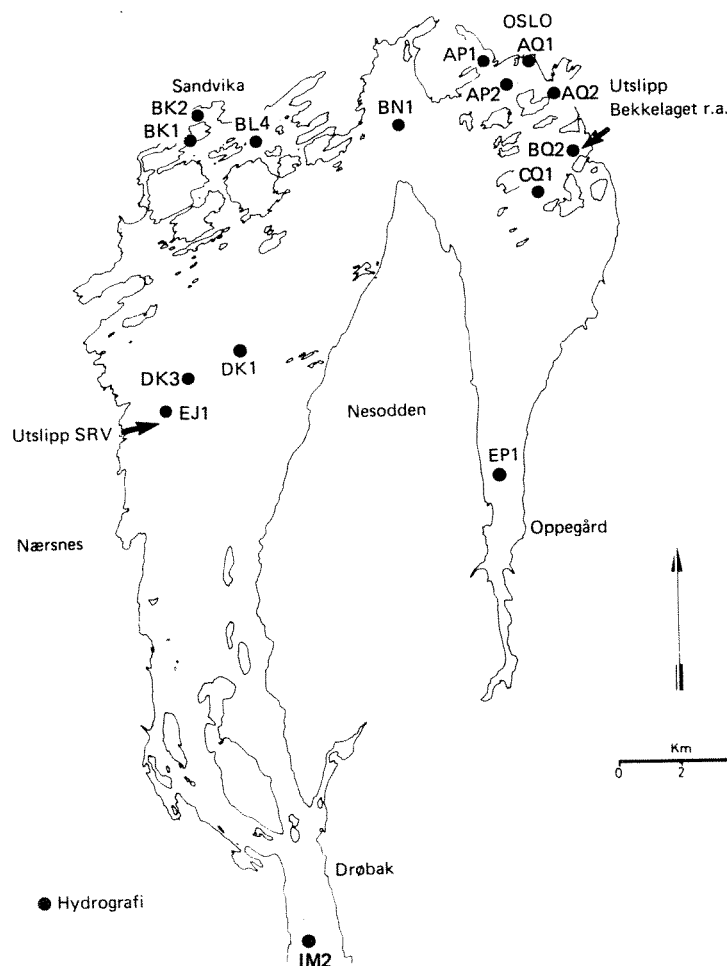 OSLO
AP1
AQ1
Sandvika
AP2
AQ2
Utslipp
Bekkelaget r.a.
BK2
BN1
BK1
BL4
BQ2
CQ1
DK1
DK3
Nesodden
EJ1
Utslipp SRV
EP1
Oppegård
Nærsnes
Km
0
2
Drøbak
Hydrografi
IM2